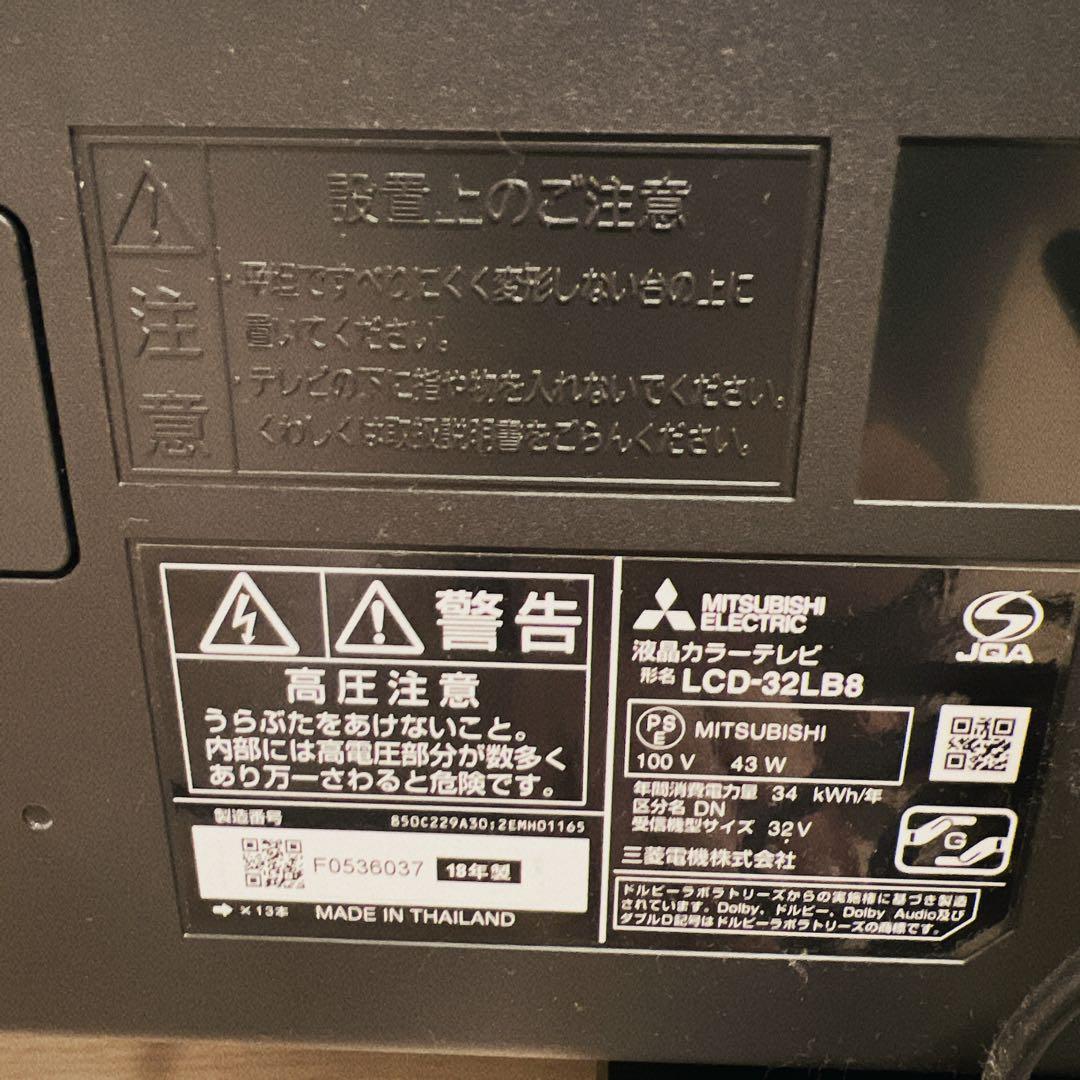 設置上のご注意
注意
・平坦ですべりにくく変形しない台の上に
置いてください。
・テレビの下に指や物を入れないでください。
くわしくは取扱説明書をごらんください。
警告
高圧注意
うらぶたをあけないこと。
内部には高電圧部分が数多く
あり万一さわると危険です。
製造番号
850C229A30:2EMH01165
F0536037 18年製
➡ ×13本 MADE IN THAILAND
MITSUBISHI
ELECTRIC
JQA
液晶カラーテレビ
形名 LCD-32LB8
PS
E
MITSUBISHI
100 V 43 W
年間消費電力量 34 kWh/年
区分名 DN
受信機型サイズ 32V
三菱電機株式会社
G
ドルビーラボラトリーズからの実施権に基づき製造
されています。Dolby、ドルビー、Dolby Audio及び
ダブルD記号はドルビーラボラトリーズの商標です。